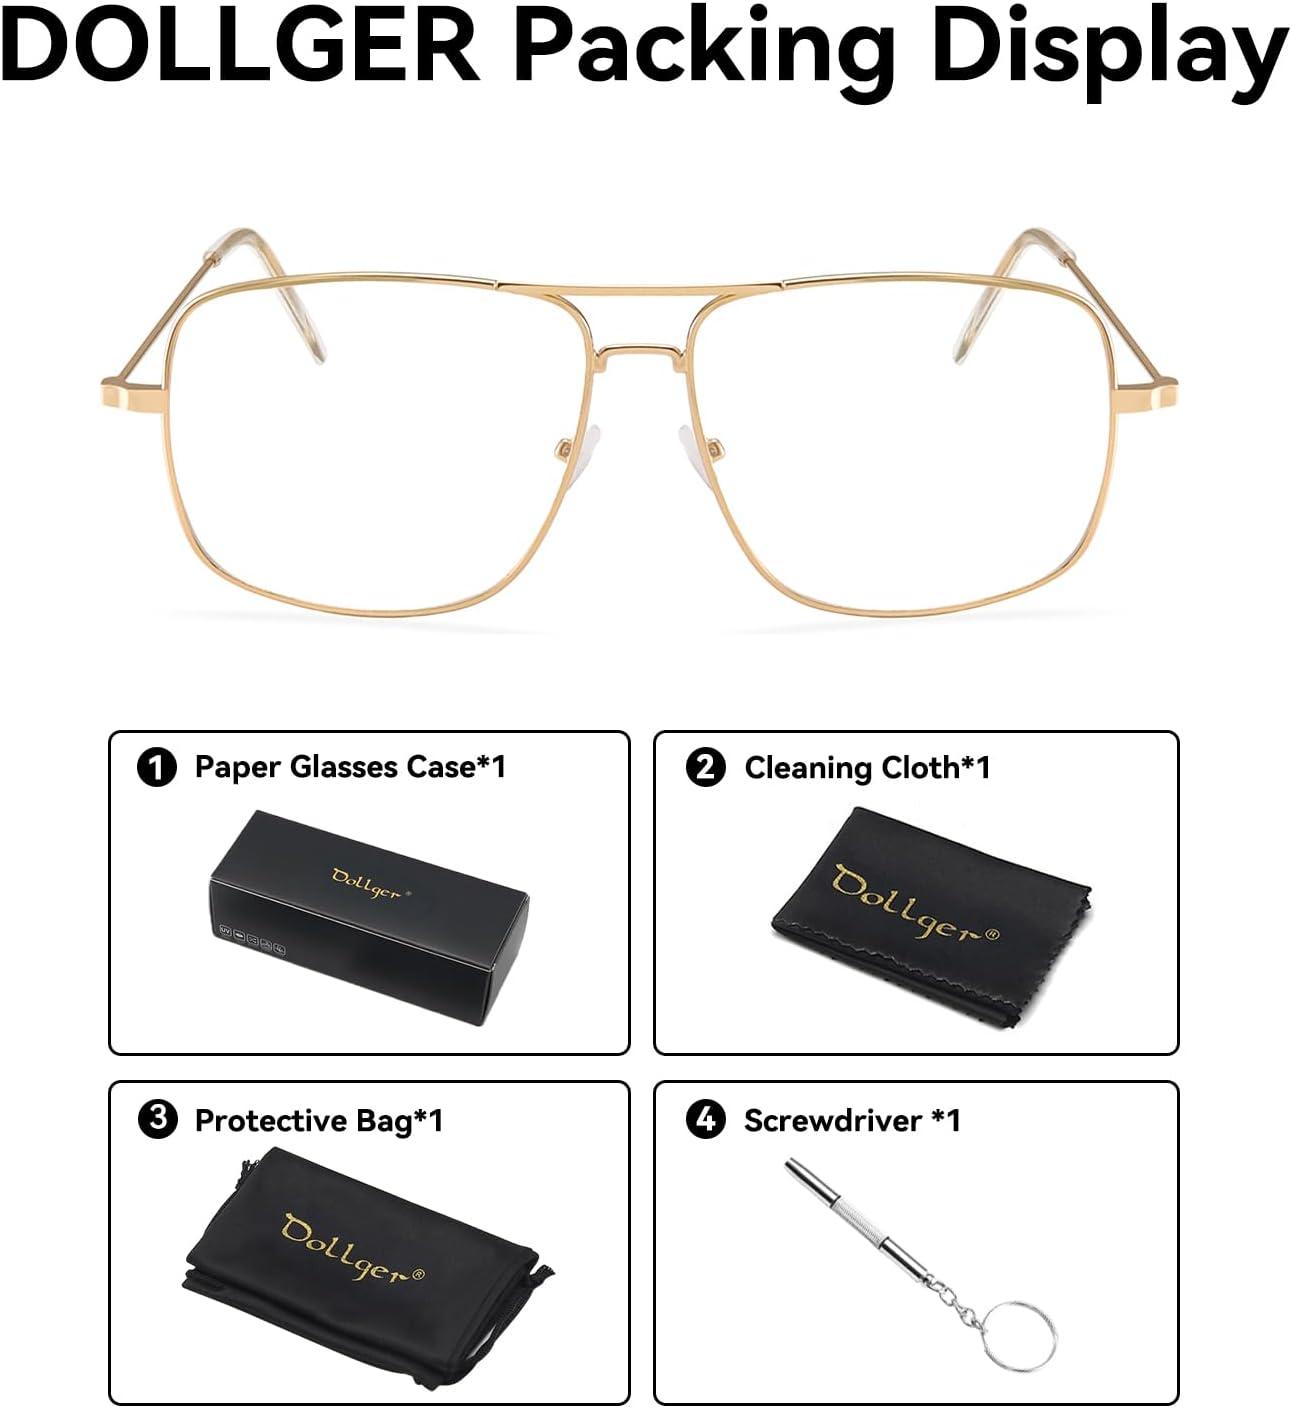 DOLLGER Packing Display
1 Paper Glasses Case*1
Dollger®
UV
2 Cleaning Cloth*1
Dollger®
3 Protective Bag*1
Dollger®
4 Screwdriver *1